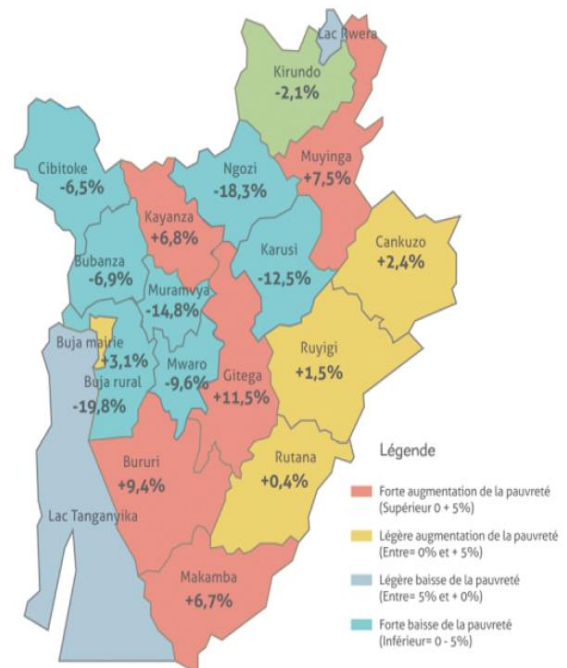 Lac Rwera
Kirundo
-2,1%
Muyinga
+7,5%
Cibitoke
-6,5%
Ngozi
-18,3%
Kayanza
+6,8%
Karusi
-12,5%
Cankuzo
+2,4%
Bubanza
-6,9%
Muramvya
-14,8%
Buja mairie
+3,1%
Buja rural
-19,8%
Mwaro
-9,6%
Gitega
+11,5%
Ruyigi
+1,5%
Bururi
+9,4%
Rutana
+0,4%
Lac Tanganyika
Makamba
+6,7%
Légende
Forte augmentation de la pauvreté
(Supérieur 0 + 5%)
Légère augmentation de la pauvreté
(Entre= 0% et + 5%)
Légère baisse de la pauvreté
(Entre= 5% et + 0%)
Forte baisse de la pauvreté
(Inférieur= 0 - 5%)